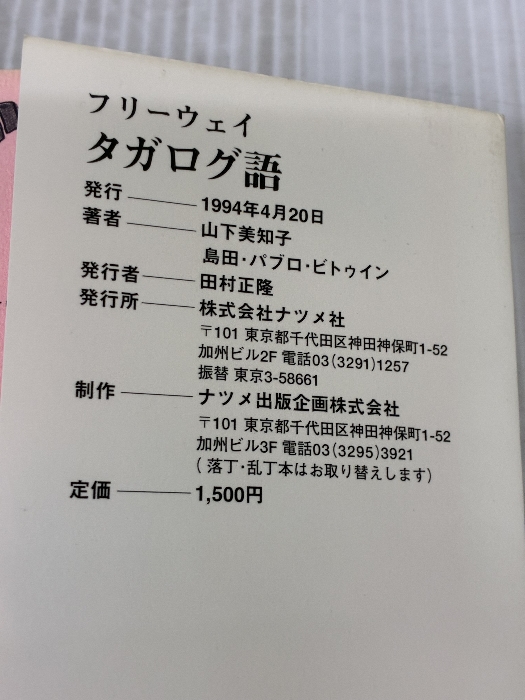 フリーウェイ
タガログ語
発行 1994年4月20日
著者 山下美知子
島田・パブロ・ビトゥイン
発行者 田村正隆
発行所 株式会社ナツメ社
〒101 東京都千代田区神田神保町1-52
加州ビル2F 電話03(3291)1257
振替 東京3-58661
制作 ナツメ出版企画株式会社
〒101 東京都千代田区神田神保町1-52
加州ビル3F 電話03(3295)3921
(落丁・乱丁本はお取り替えします)
定価 1,500円